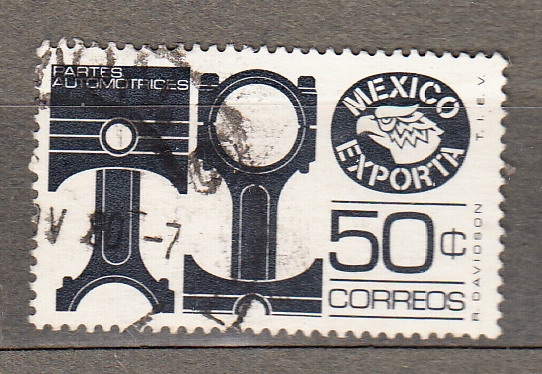 PARTES
AUTOMOTRICES
MEXICO
EXPORTA
50¢
CORREOS
T.I.E.V.
R. DAVIDSON